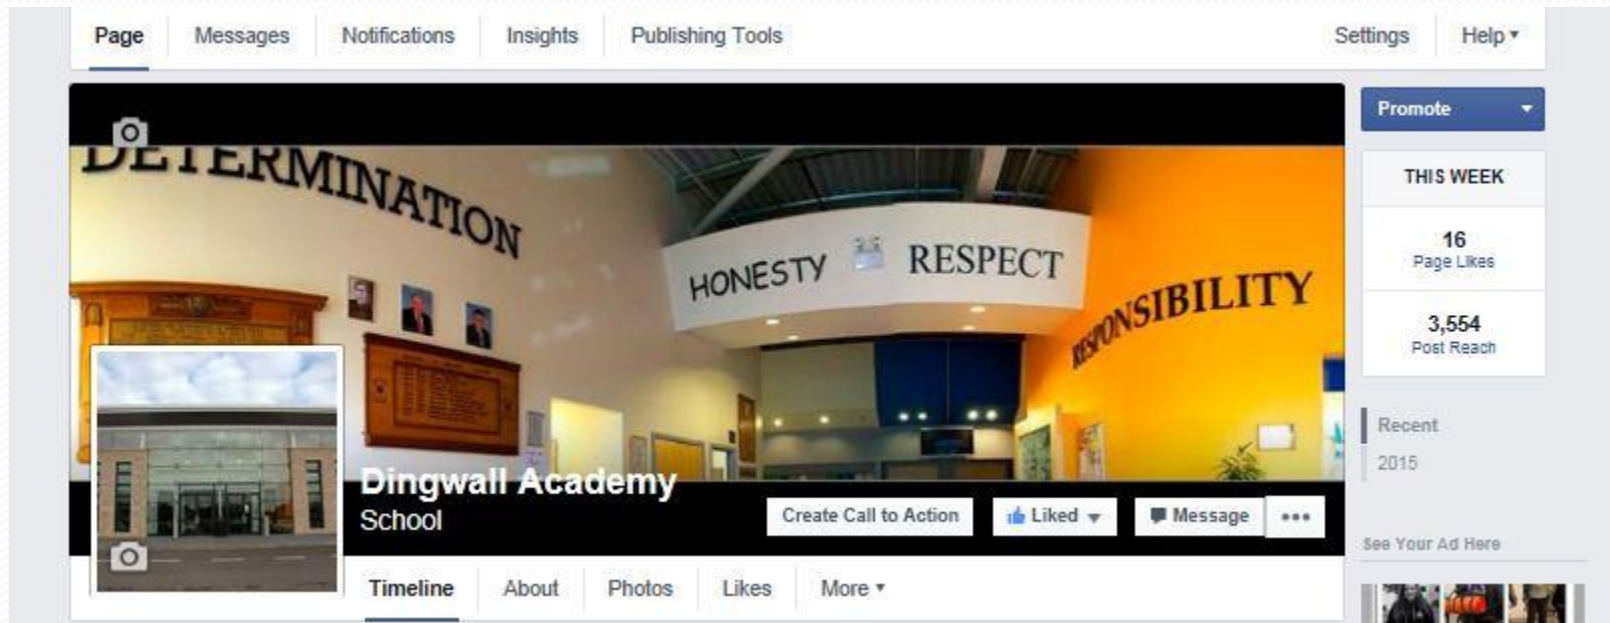 Page Messages Notifications Insights Publishing Tools Settings Help
DETERMINATION
HONESTY RESPECT
RESPONSIBILITY
Dingwall Academy
School
Create Call to Action Liked Message
Timeline About Photos Likes More
Promote
THIS WEEK
16
Page Likes
3,554
Post Reach
Recent
2015
See Your Ad Here